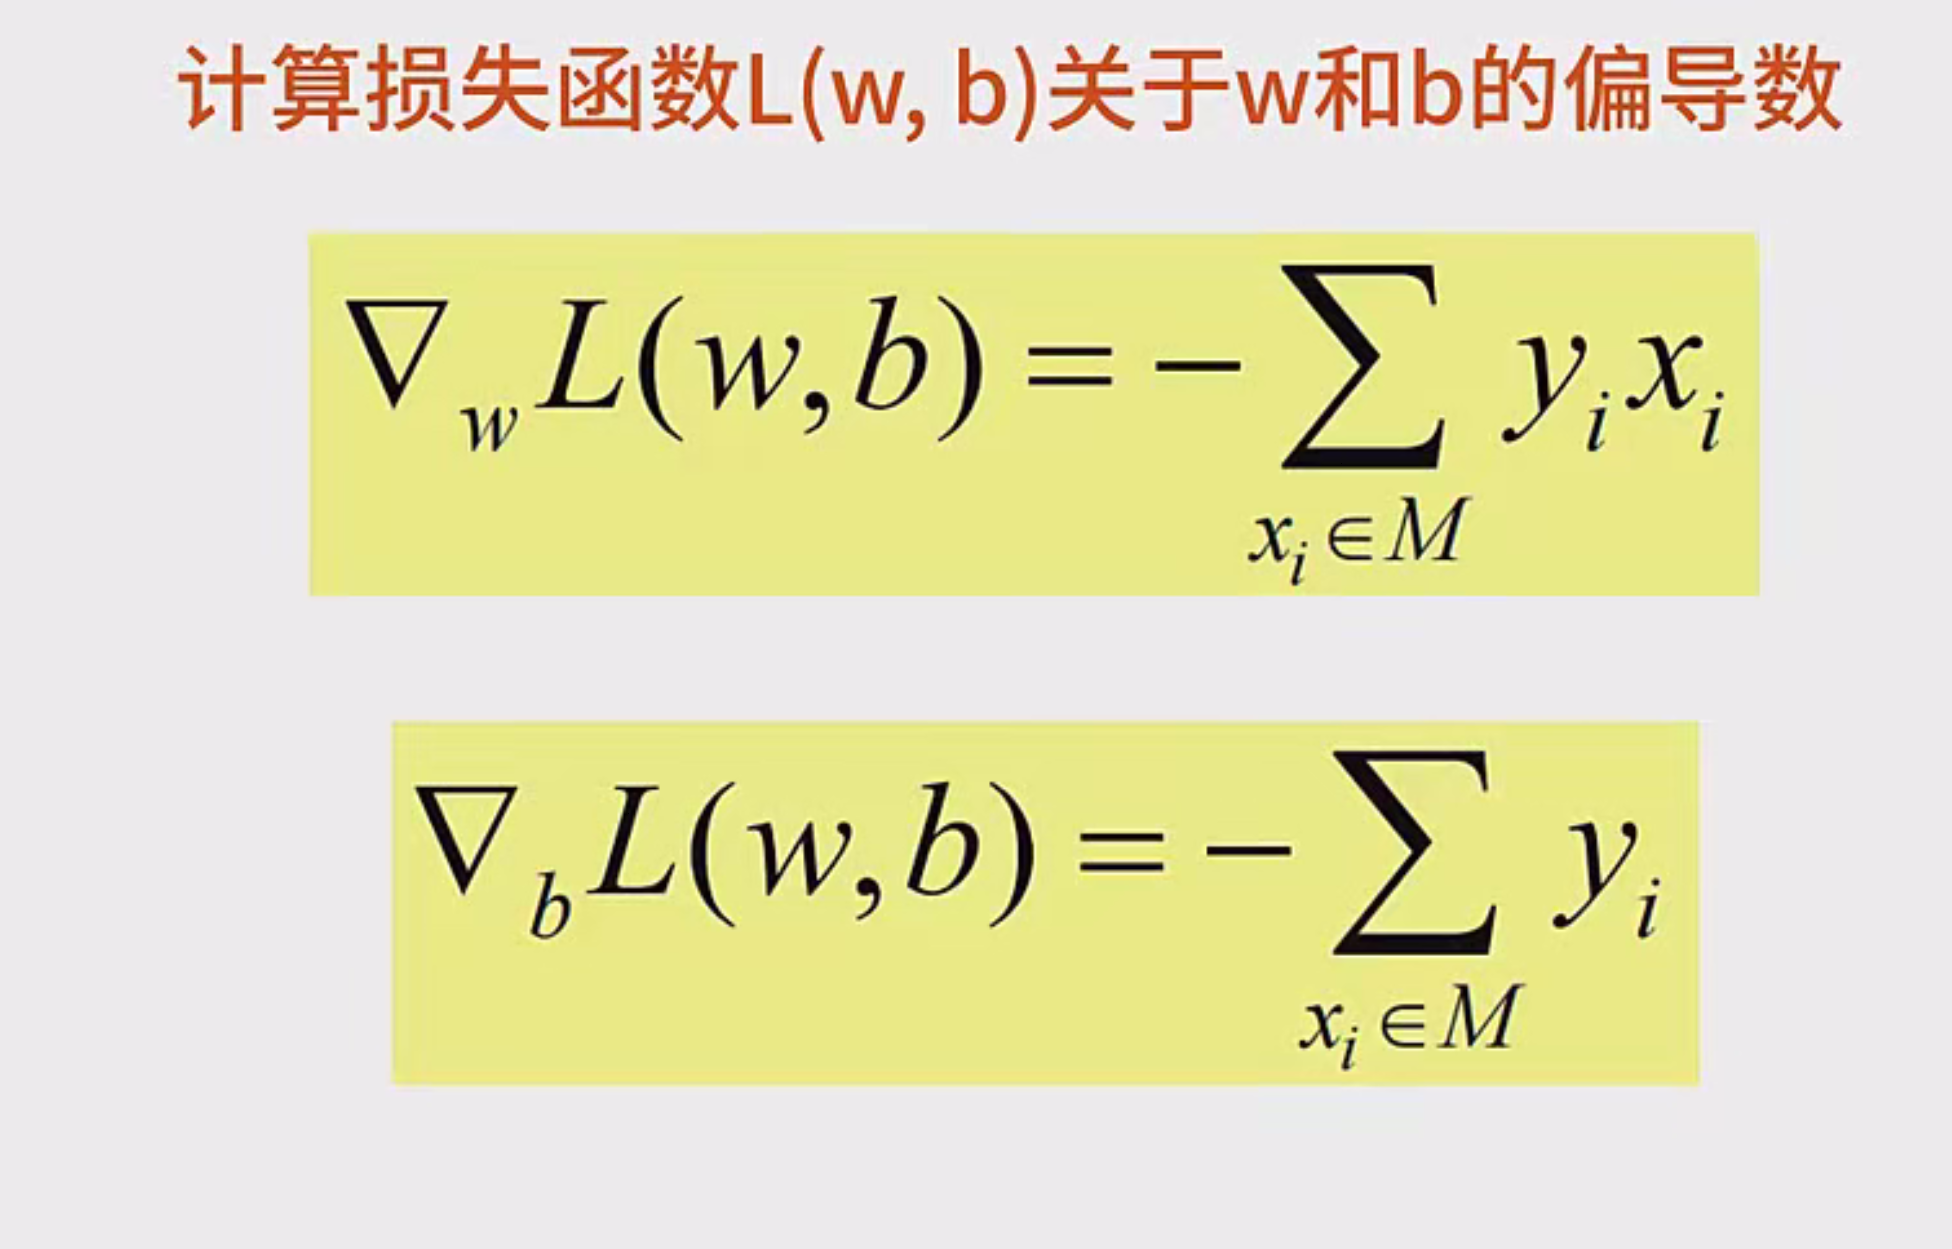 计算损失函数L(w, b)关于w和b的偏导数
∇_w L(w,b) = −∑_{x_i∈M} y_i x_i
∇_b L(w,b) = −∑_{x_i∈M} y_i